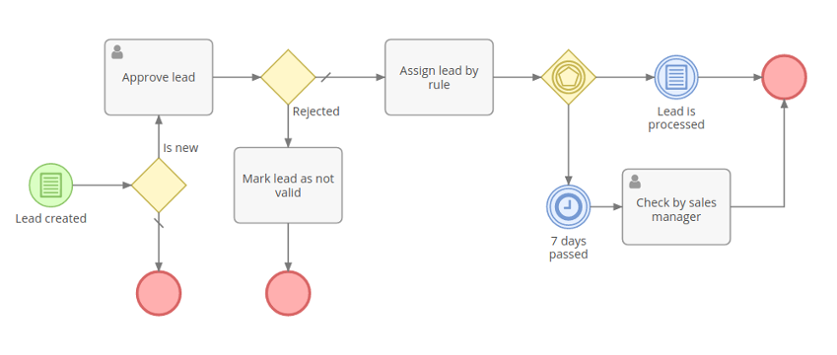 Approve lead
Assign lead by
rule
Rejected
Lead is
processed
Is new
Mark lead as not
valid
Lead created
Check by sales
manager
7 days
passed